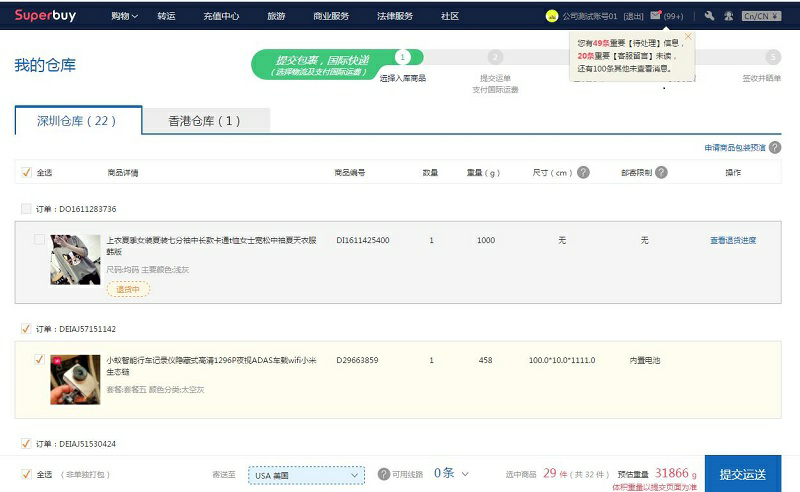 Superbuy 购物 转运 充值中心 旅游 商业服务 法律服务 社区 公司测试账号01 [退出] (99+) Cn/CN ¥
您有49条重要【待处理】信息，
20条重要【客服留言】未读，
还有100条其他未查看消息。
我的仓库
提交包裹，国际快递
（选择物流及支付国际运费）
1 选择入库商品
2 提交运单
支付国际运费
5 签收并晒单
深圳仓库（22） 香港仓库（1）
申请商品包装预演 ?
全选 商品详情 商品编号 数量 重量（g） 尺寸（cm）? 邮寄限制 ? 操作
订单：DO1611283736
上衣夏季女装夏装七分袖中长款卡通t恤女士宽松中袖夏天衣服 DI1611425400 1 1000 无 无 查看退货进度
韩版
尺码:均码 主要颜色:浅灰
退货中
订单：DEIAJ57151142
小蚁智能行车记录仪隐蔽式高清1296P夜视ADAS车载wifi小米 D29663859 1 458 100.0*10.0*1111.0 内置电池
生态链
套餐:套餐五 颜色分类:太空灰
订单：DEIAJ51530424
全选 （非单独打包） 寄送至 USA 美国 ? 可用线路 0条 选中商品 29 件（共 32 件） 预估重量 31866 g 提交运送
体积重量以提交页面为准